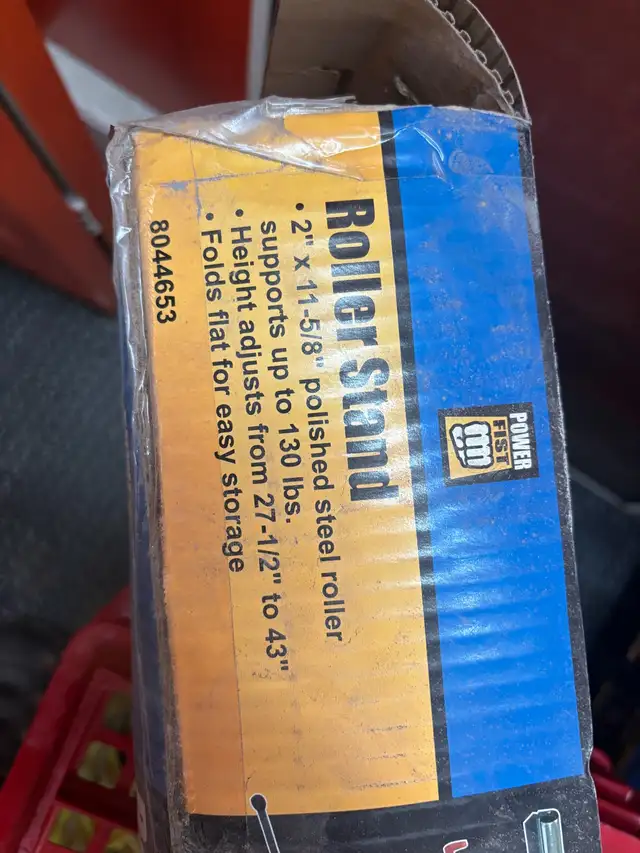 POWER
FIST
Roller Stand
• 2" x 11-5/8" polished steel roller
supports up to 130 lbs.
• Height adjusts from 27-1/2" to 43"
• Folds flat for easy storage
8044653